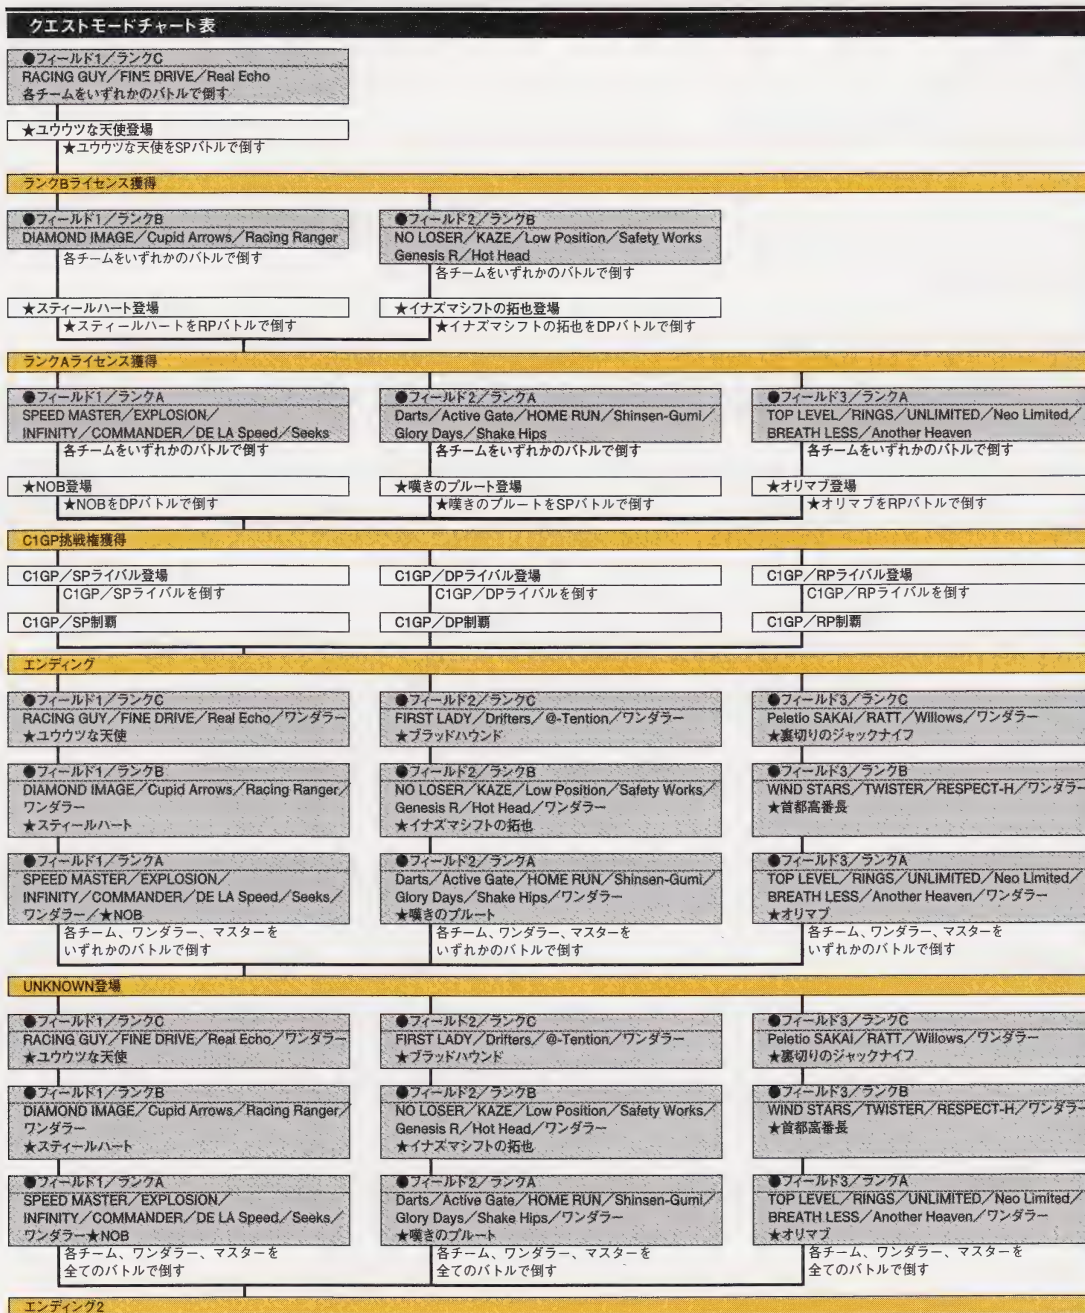 クエストモードチャート表
●フィールド1／ランクC
RACING GUY／FINE DRIVE／Real Echo
各チームをいずれかのバトルで倒す
★ユウウツな天使登場
★ユウウツな天使をSPバトルで倒す
ランクBライセンス獲得
●フィールド1／ランクB
DIAMOND IMAGE／Cupid Arrows／Racing Ranger
各チームをいずれかのバトルで倒す
★スティールハート登場
★スティールハートをRPバトルで倒す
●フィールド2／ランクB
NO LOSER／KAZE／Low Position／Safety Works
Genesis R／Hot Head
各チームをいずれかのバトルで倒す
★イナズマシフトの拓也登場
★イナズマシフトの拓也をDPバトルで倒す
ランクAライセンス獲得
●フィールド1／ランクA
SPEED MASTER／EXPLOSION／
INFINITY／COMMANDER／DE LA Speed／Seeks
各チームをいずれかのバトルで倒す
★NOB登場
★NOBをDPバトルで倒す
●フィールド2／ランクA
Darts／Active Gate／HOME RUN／Shinsen-Gumi／
Glory Days／Shake Hips
各チームをいずれかのバトルで倒す
★嘆きのプルート登場
★嘆きのプルートをSPバトルで倒す
●フィールド3／ランクA
TOP LEVEL／RINGS／UNLIMITED／Neo Limited／
BREATH LESS／Another Heaven
各チームをいずれかのバトルで倒す
★オリマブ登場
★オリマブをRPバトルで倒す
C1GP挑戦権獲得
C1GP／SPライバル登場
C1GP／SPライバルを倒す
C1GP／SP制覇
C1GP／DPライバル登場
C1GP／DPライバルを倒す
C1GP／DP制覇
C1GP／RPライバル登場
C1GP／RPライバルを倒す
C1GP／RP制覇
エンディング
●フィールド1／ランクC
RACING GUY／FINE DRIVE／Real Echo／ワンダラー
★ユウウツな天使
●フィールド1／ランクB
DIAMOND IMAGE／Cupid Arrows／Racing Ranger／
ワンダラー
★スティールハート
●フィールド1／ランクA
SPEED MASTER／EXPLOSION／
INFINITY／COMMANDER／DE LA Speed／Seeks／
ワンダラー／★NOB
各チーム、ワンダラー、マスターを
いずれかのバトルで倒す
●フィールド2／ランクC
FIRST LADY／Drifters／@-Tention／ワンダラー
★ブラッドハウンド
●フィールド2／ランクB
NO LOSER／KAZE／Low Position／Safety Works／
Genesis R／Hot Head／ワンダラー
★イナズマシフトの拓也
●フィールド2／ランクA
Darts／Active Gate／HOME RUN／Shinsen-Gumi／
Glory Days／Shake Hips／ワンダラー
★嘆きのプルート
各チーム、ワンダラー、マスターを
いずれかのバトルで倒す
●フィールド3／ランクC
Peletio SAKAI／RATT／Willows／ワンダラー
★裏切りのジャックナイフ
●フィールド3／ランクB
WIND STARS／TWISTER／RESPECT-H／ワンダラー
★首都高番長
●フィールド3／ランクA
TOP LEVEL／RINGS／UNLIMITED／Neo Limited／
BREATH LESS／Another Heaven／ワンダラー
★オリマブ
各チーム、ワンダラー、マスターを
いずれかのバトルで倒す
UNKNOWN登場
●フィールド1／ランクC
RACING GUY／FINE DRIVE／Real Echo／ワンダラー
★ユウウツな天使
●フィールド1／ランクB
DIAMOND IMAGE／Cupid Arrows／Racing Ranger／
ワンダラー
★スティールハート
●フィールド1／ランクA
SPEED MASTER／EXPLOSION／
INFINITY／COMMANDER／DE LA Speed／Seeks／
ワンダラー★NOB
各チーム、ワンダラー、マスターを
全てのバトルで倒す
●フィールド2／ランクC
FIRST LADY／Drifters／@-Tention／ワンダラー
★ブラッドハウンド
●フィールド2／ランクB
NO LOSER／KAZE／Low Position／Safety Works／
Genesis R／Hot Head／ワンダラー
★イナズマシフトの拓也
●フィールド2／ランクA
Darts／Active Gate／HOME RUN／Shinsen-Gumi／
Glory Days／Shake Hips／ワンダラー
★嘆きのプルート
各チーム、ワンダラー、マスターを
全てのバトルで倒す
●フィールド3／ランクC
Peletio SAKAI／RATT／Willows／ワンダラー
★裏切りのジャックナイフ
●フィールド3／ランクB
WIND STARS／TWISTER／RESPECT-H／ワンダラー
★首都高番長
●フィールド3／ランクA
TOP LEVEL／RINGS／UNLIMITED／Neo Limited／
BREATH LESS／Another Heaven／ワンダラー
★オリマブ
各チーム、ワンダラー、マスターを
全てのバトルで倒す
エンディング2